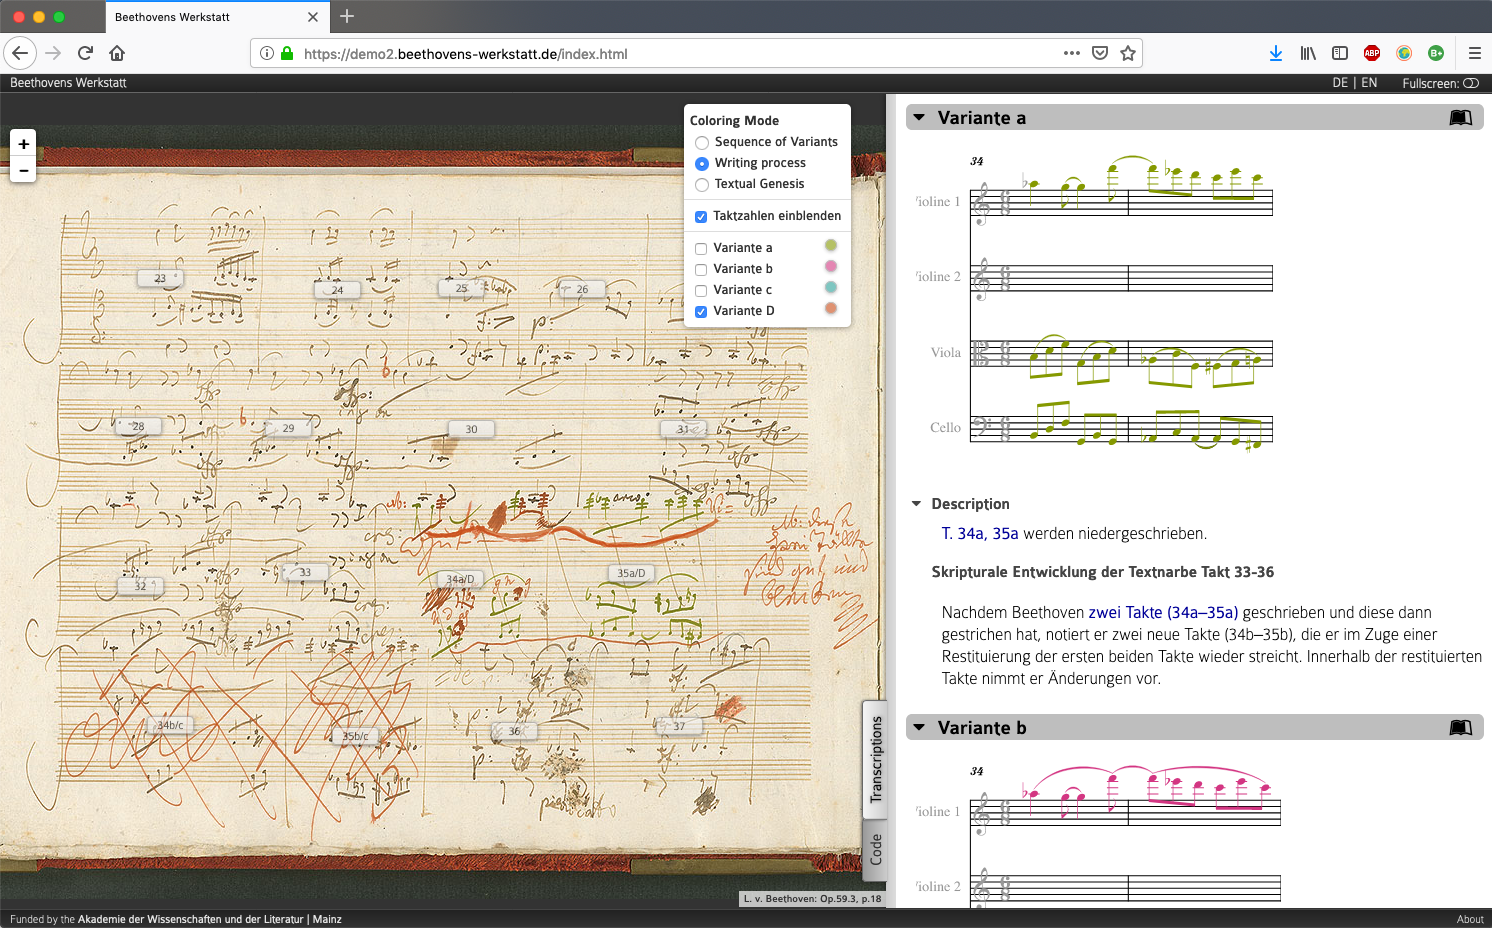 Beethovens Werkstatt
https://demo2.beethovens-werkstatt.de/index.html
ABP
B+
Beethovens Werkstatt
DE | EN
Fullscreen:
+
−
Coloring Mode
Sequence of Variants
Writing process
Textual Genesis
Taktzahlen einblenden
Variante a
Variante b
Variante c
Variante D
23
24
25
26
28
29
30
31
32
33
34a/D
35a/D
34b/c
35b/c
36
37
Transcriptions
Code
L. v. Beethoven: Op.59.3, p.18
Variante a
34
ioline 1
ioline 2
Viola
Cello
Description
T. 34a, 35a werden niedergeschrieben.
Skripturale Entwicklung der Textnarbe Takt 33-36
Nachdem Beethoven zwei Takte (34a–35a) geschrieben und diese dann
gestrichen hat, notiert er zwei neue Takte (34b–35b), die er im Zuge einer
Restituierung der ersten beiden Takte wieder streicht. Innerhalb der restituierten
Takte nimmt er Änderungen vor.
Variante b
34
ioline 1
ioline 2
Funded by the Akademie der Wissenschaften und der Literatur | Mainz
About